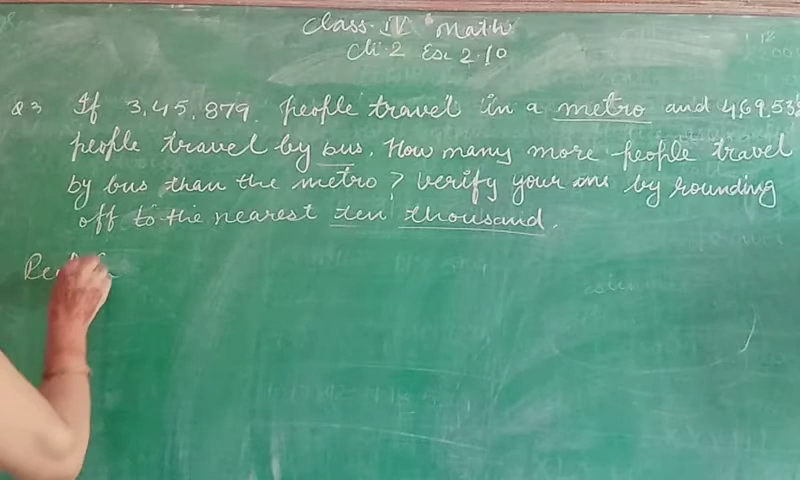 Class-IV Math
Ch-2 Ex 2.10
Q3 If 3,45,879. people travel in a metro and 4,69,538
people travel by bus. How many more people travel
by bus than the metro? Verify your ans by rounding
off to the nearest ten thousand.